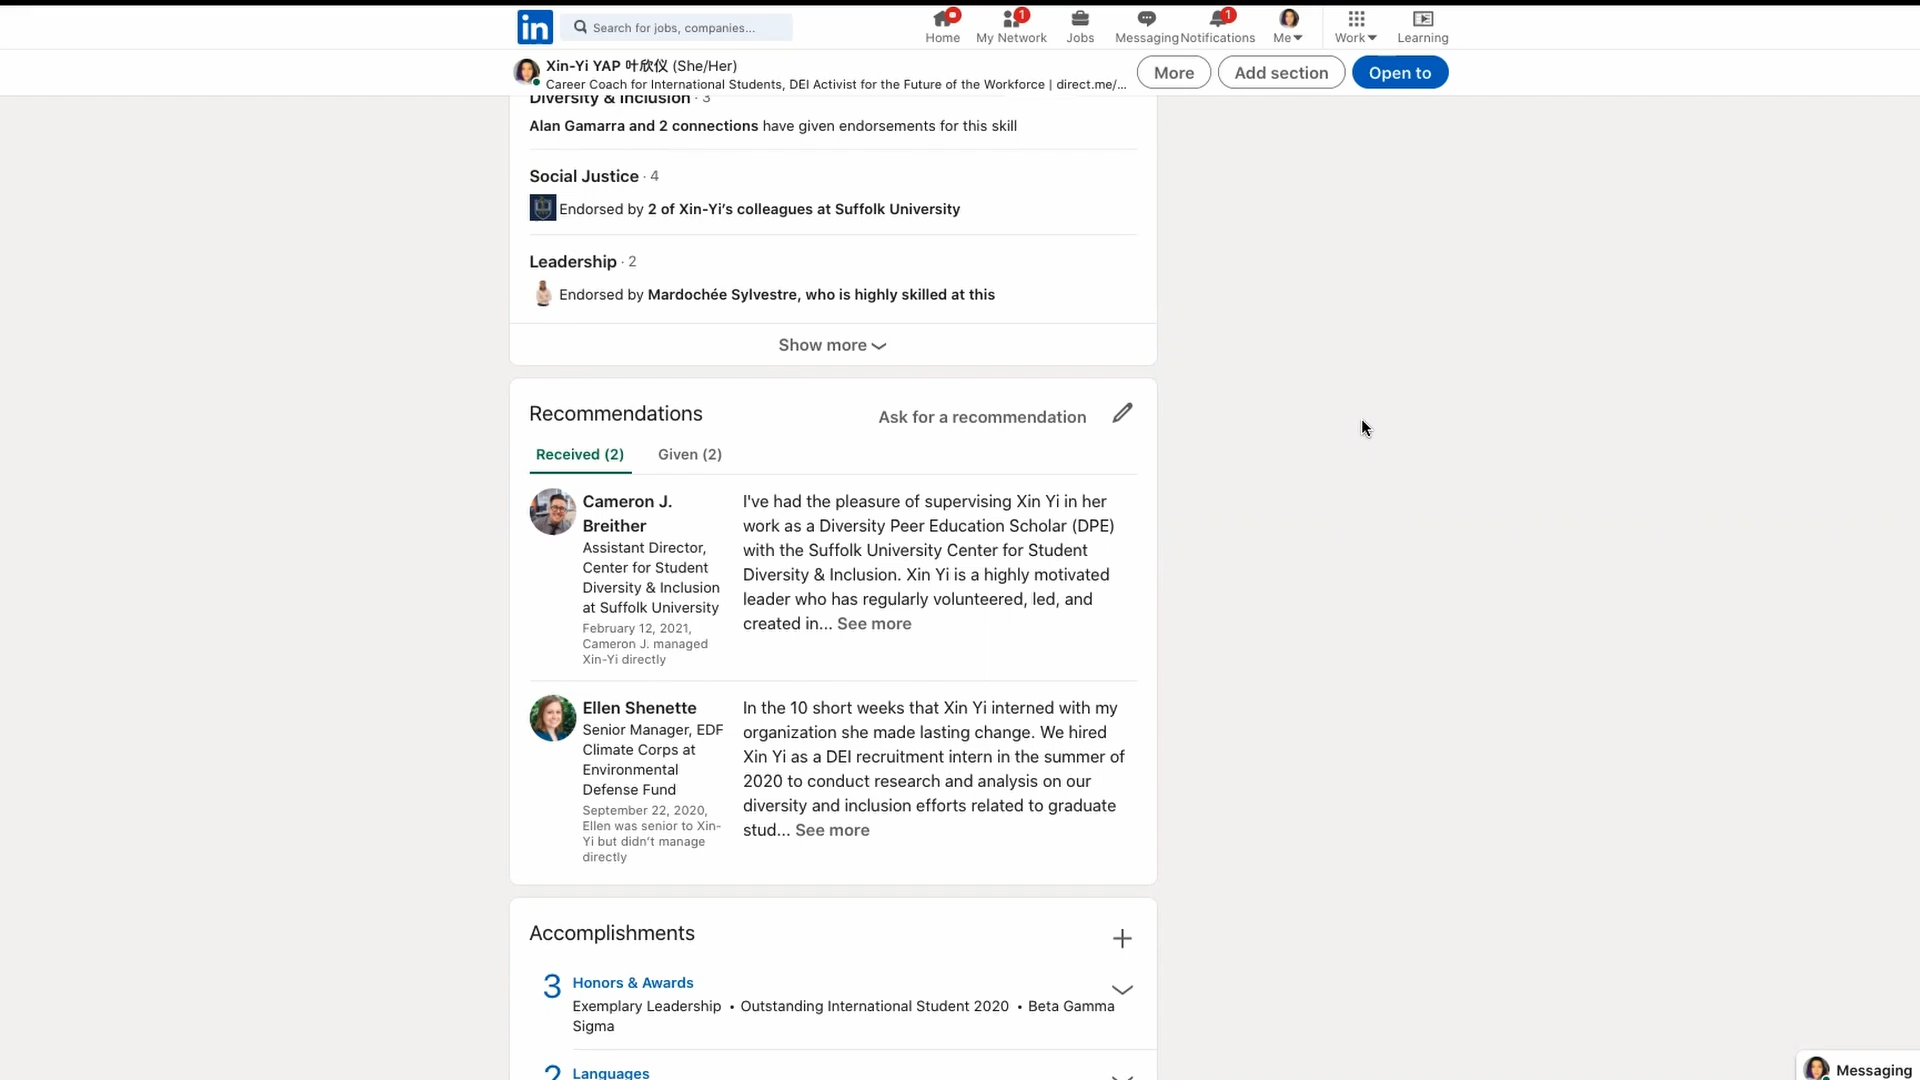 in
Search for jobs, companies...
Home
My Network
1
Jobs
Messaging
Notifications
1
Me
Work
Learning
Xin-Yi YAP 叶欣仪 (She/Her)
Career Coach for International Students, DEI Activist for the Future of the Workforce | direct.me/...
More
Add section
Open to
Diversity & Inclusion · 3
Alan Gamarra and 2 connections have given endorsements for this skill
Social Justice · 4
Endorsed by 2 of Xin-Yi's colleagues at Suffolk University
Leadership · 2
Endorsed by Mardochée Sylvestre, who is highly skilled at this
Show more
Recommendations
Ask for a recommendation
Received (2)
Given (2)
Cameron J.
Breither
Assistant Director,
Center for Student
Diversity & Inclusion
at Suffolk University
February 12, 2021,
Cameron J. managed
Xin-Yi directly
I've had the pleasure of supervising Xin Yi in her
work as a Diversity Peer Education Scholar (DPE)
with the Suffolk University Center for Student
Diversity & Inclusion. Xin Yi is a highly motivated
leader who has regularly volunteered, led, and
created in... See more
Ellen Shenette
Senior Manager, EDF
Climate Corps at
Environmental
Defense Fund
September 22, 2020,
Ellen was senior to Xin-
Yi but didn't manage
directly
In the 10 short weeks that Xin Yi interned with my
organization she made lasting change. We hired
Xin Yi as a DEI recruitment intern in the summer of
2020 to conduct research and analysis on our
diversity and inclusion efforts related to graduate
stud... See more
Accomplishments
3 Honors & Awards
Exemplary Leadership • Outstanding International Student 2020 • Beta Gamma
Sigma
2 Languages
Messaging